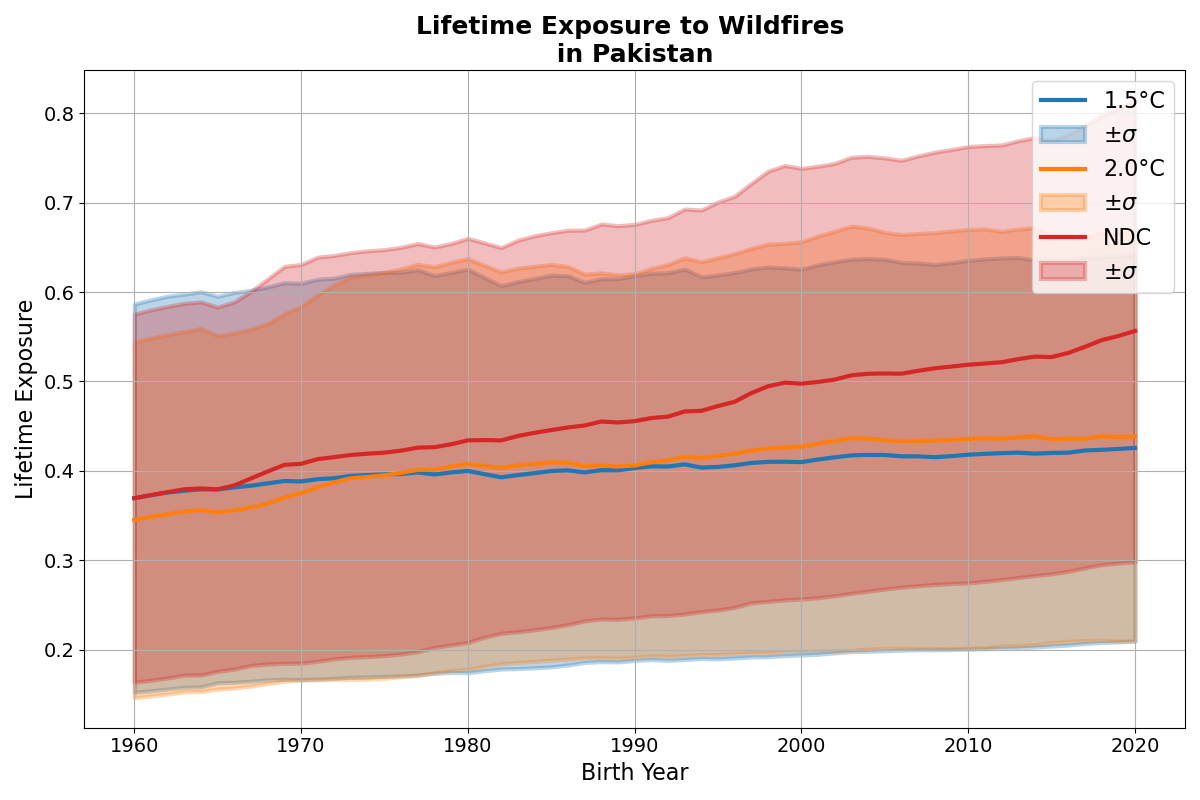 Lifetime Exposure to Wildfires
in Pakistan
1.5°C
±σ
2.0°C
±σ
NDC
±σ
Lifetime Exposure
0.8
0.7
0.6
0.5
0.4
0.3
0.2
1960 1970 1980 1990 2000 2010 2020
Birth Year